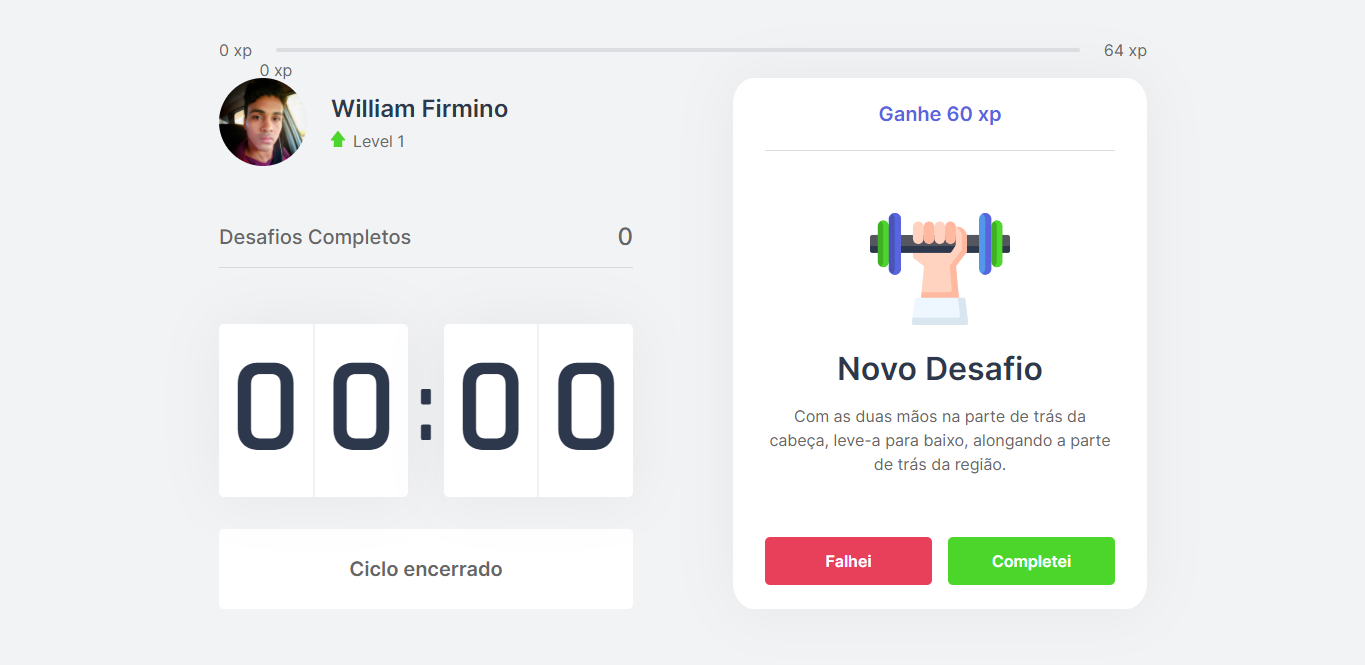 0 xp
64 xp
0 xp
William Firmino
Level 1
Desafios Completos
0
00:00
Ciclo encerrado
Ganhe 60 xp
Novo Desafio
Com as duas mãos na parte de trás da
cabeça, leve-a para baixo, alongando a parte
de trás da região.
Falhei
Completei